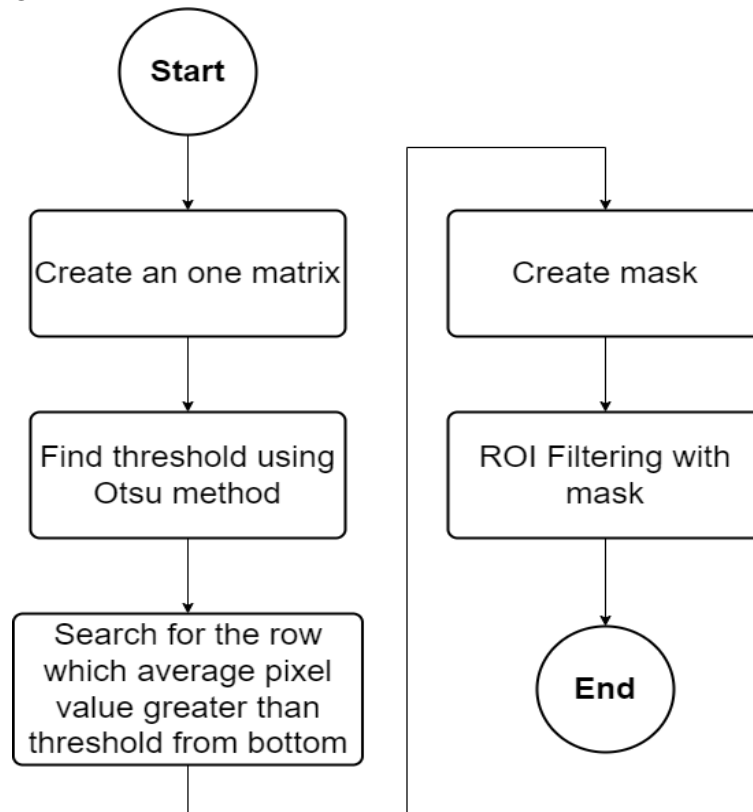 Start
Create an one matrix
Find threshold using
Otsu method
Search for the row
which average pixel
value greater than
threshold from bottom
Create mask
ROI Filtering with
mask
End